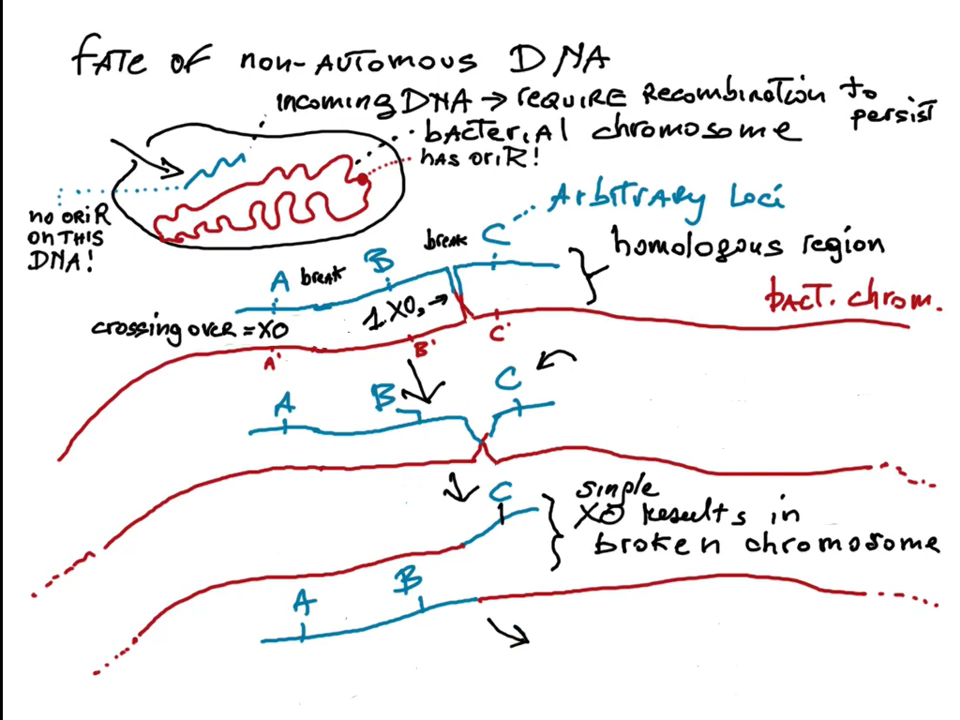 FATE OF non-AUTOMOUS DNA
incoming DNA → REQUIRE RECOMBINATION to persist
bACTERIAL chromosome
hAS ORIR!
no ORIR
ON THIS
DNA!
ARbITRARY Loci
A break B break C
homologous region
1. XO,
bACT. chrom.
crossing over = XO
A' B' C'
A B C
C
single
XO Results in
broken chromosome
A B